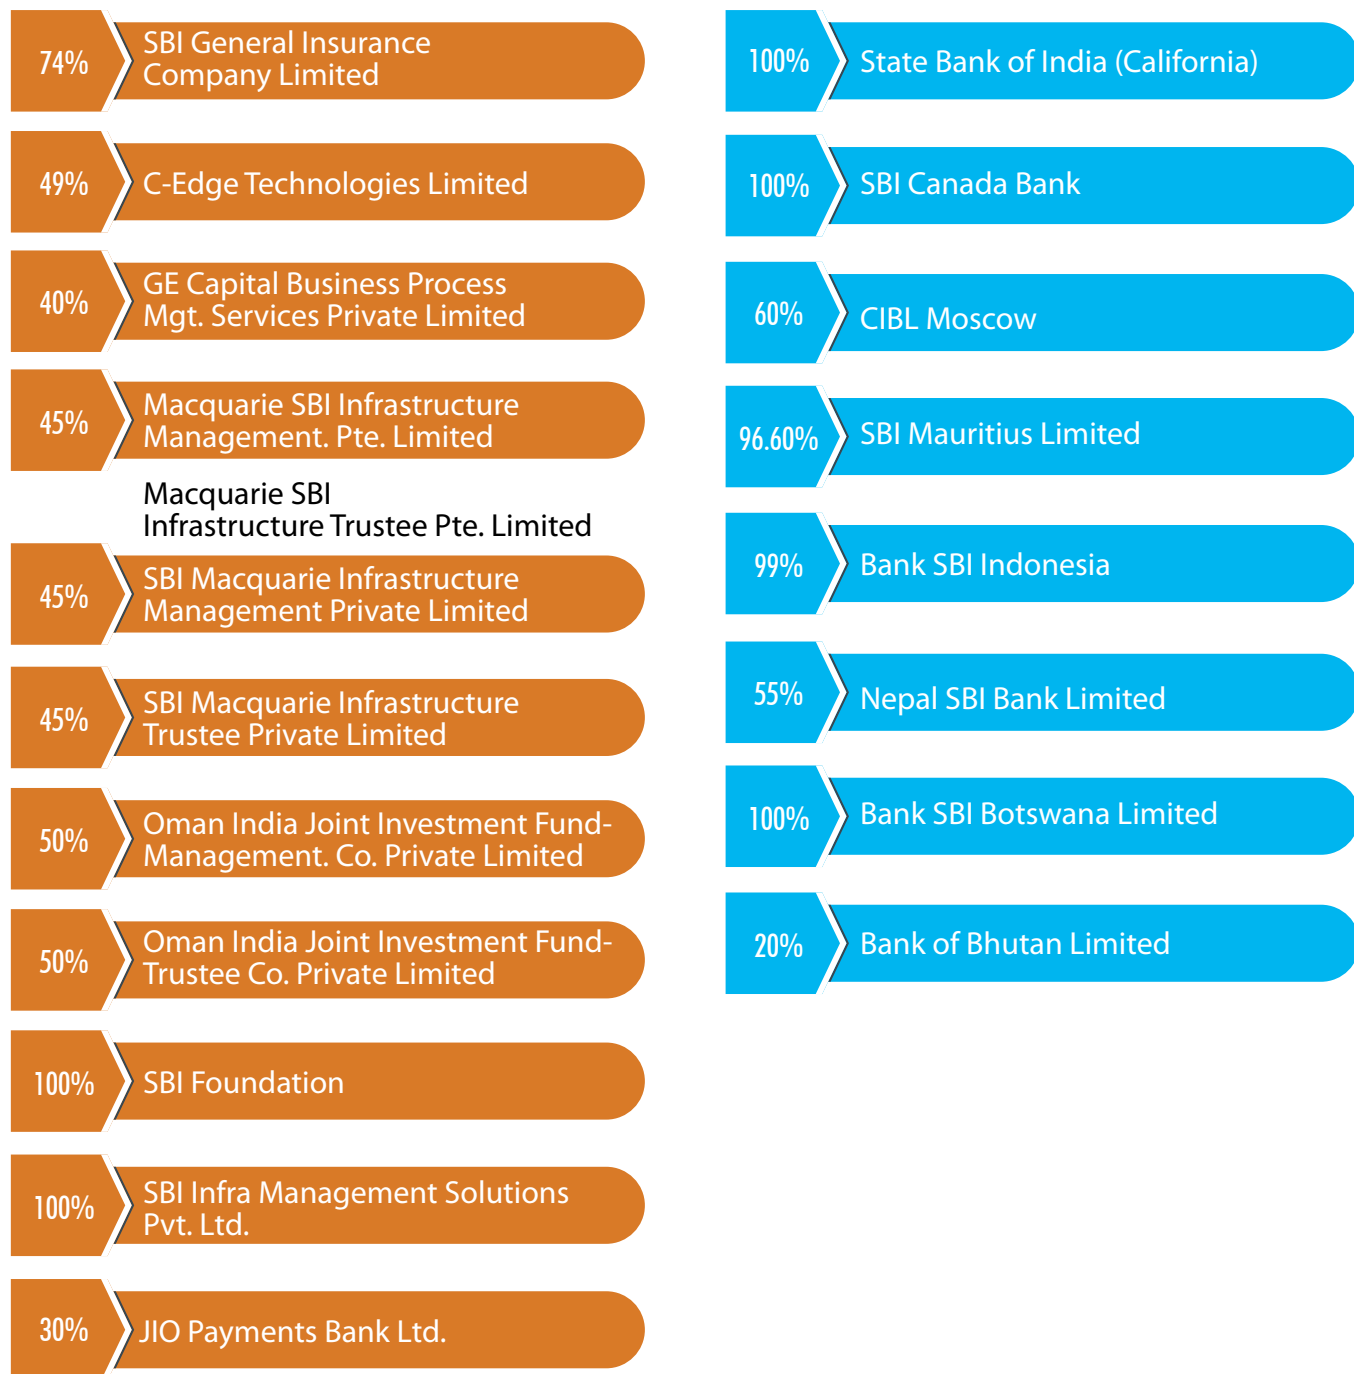 74%
SBI General Insurance
Company Limited
49%
C-Edge Technologies Limited
40%
GE Capital Business Process
Mgt. Services Private Limited
45%
Macquarie SBI Infrastructure
Management. Pte. Limited
Macquarie SBI
Infrastructure Trustee Pte. Limited
45%
SBI Macquarie Infrastructure
Management Private Limited
45%
SBI Macquarie Infrastructure
Trustee Private Limited
50%
Oman India Joint Investment Fund-
Management. Co. Private Limited
50%
Oman India Joint Investment Fund-
Trustee Co. Private Limited
100%
SBI Foundation
100%
SBI Infra Management Solutions
Pvt. Ltd.
30%
JIO Payments Bank Ltd.
100%
State Bank of India (California)
100%
SBI Canada Bank
60%
CIBL Moscow
96.60%
SBI Mauritius Limited
99%
Bank SBI Indonesia
55%
Nepal SBI Bank Limited
100%
Bank SBI Botswana Limited
20%
Bank of Bhutan Limited